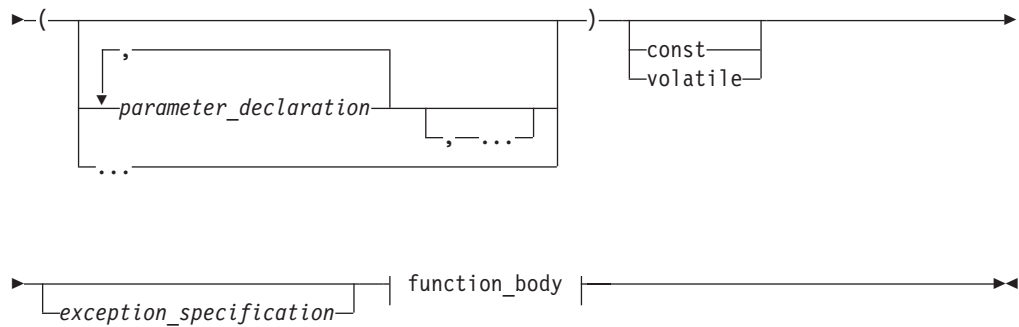 ( ) const
,
volatile
parameter_declaration
, ...
...
function_body
exception_specification